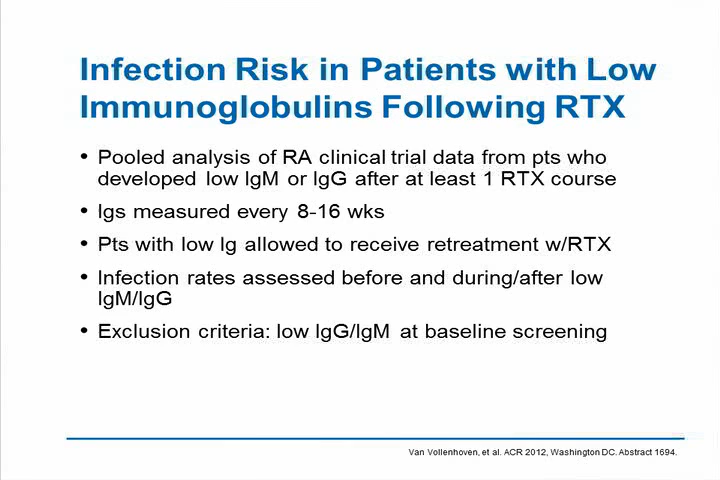 Infection Risk in Patients with Low
Immunoglobulins Following RTX
• Pooled analysis of RA clinical trial data from pts who
developed low IgM or IgG after at least 1 RTX course
• Igs measured every 8-16 wks
• Pts with low Ig allowed to receive retreatment w/RTX
• Infection rates assessed before and during/after low
IgM/IgG
• Exclusion criteria: low IgG/IgM at baseline screening
Van Vollenhoven, et al. ACR 2012, Washington DC. Abstract 1694.